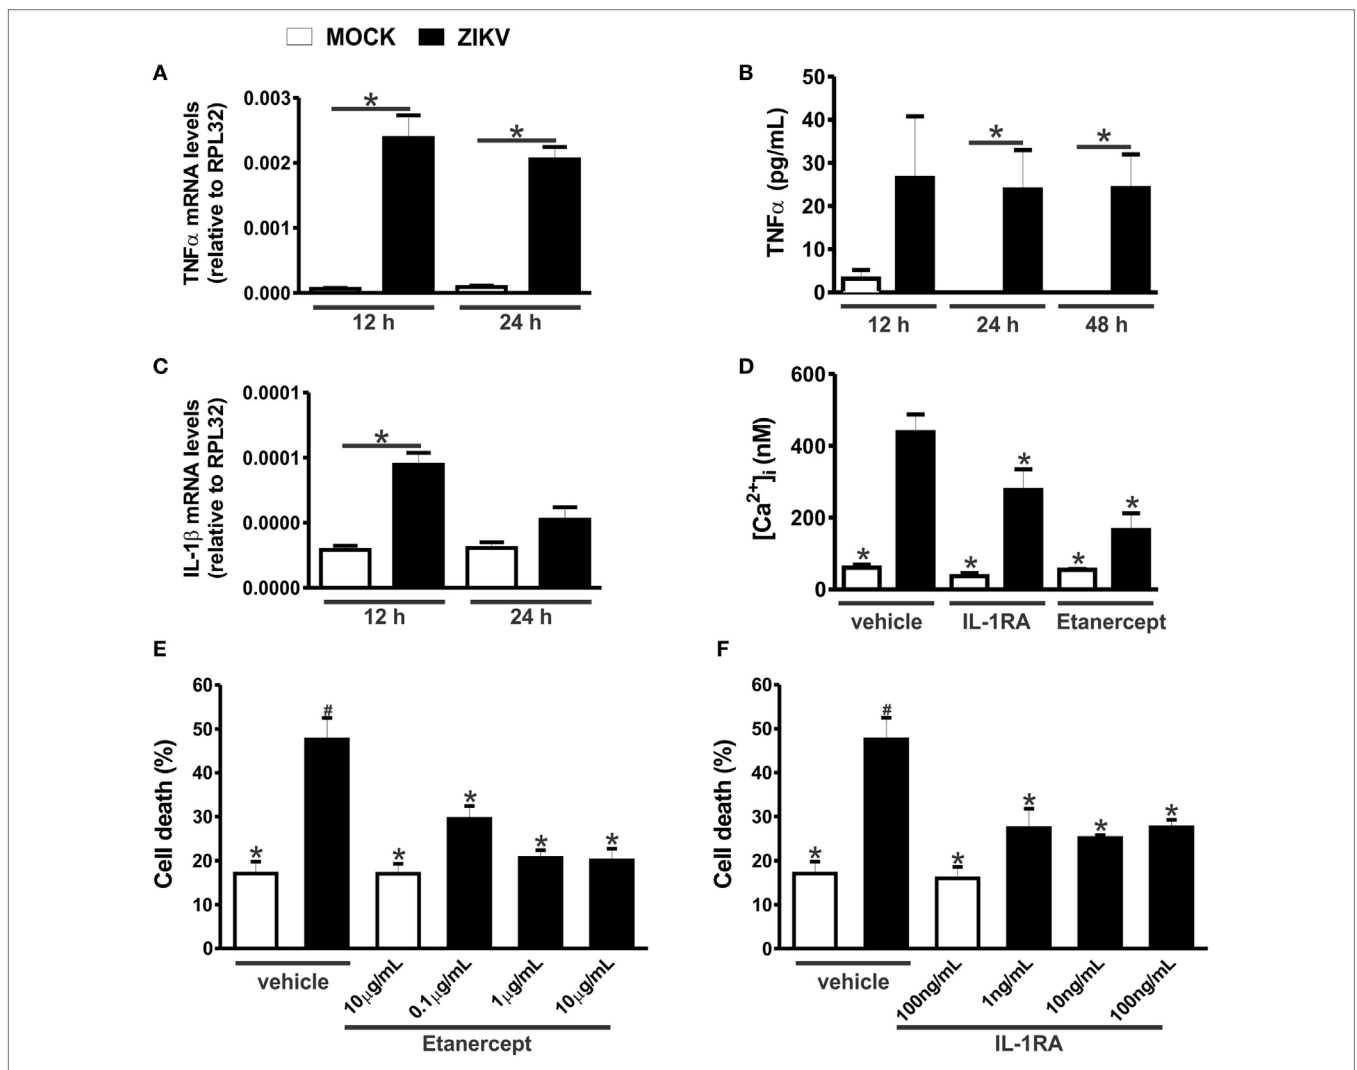 MOCK ZIKV
A
TNFα mRNA levels
(relative to RPL32)
0.003
0.002
0.001
0.000
*
*
12 h 24 h
B
TNFα (pg/mL)
50
40
30
20
10
0
* *
12 h 24 h 48 h
C
IL-1β mRNA levels
(relative to RPL32)
0.0001
0.0001
0.0000
0.0000
*
12 h 24 h
D
[Ca²⁺]ᵢ (nM)
600
400
200
0
* * * * *
vehicle IL-1RA Etanercept
E
Cell death (%)
60
50
40
30
20
10
0
* # * * * *
vehicle 10μg/mL 0.1μg/mL 1μg/mL 10μg/mL
Etanercept
F
Cell death (%)
60
50
40
30
20
10
0
* # * * * *
vehicle 100ng/mL 1ng/mL 10ng/mL 100ng/mL
IL-1RA